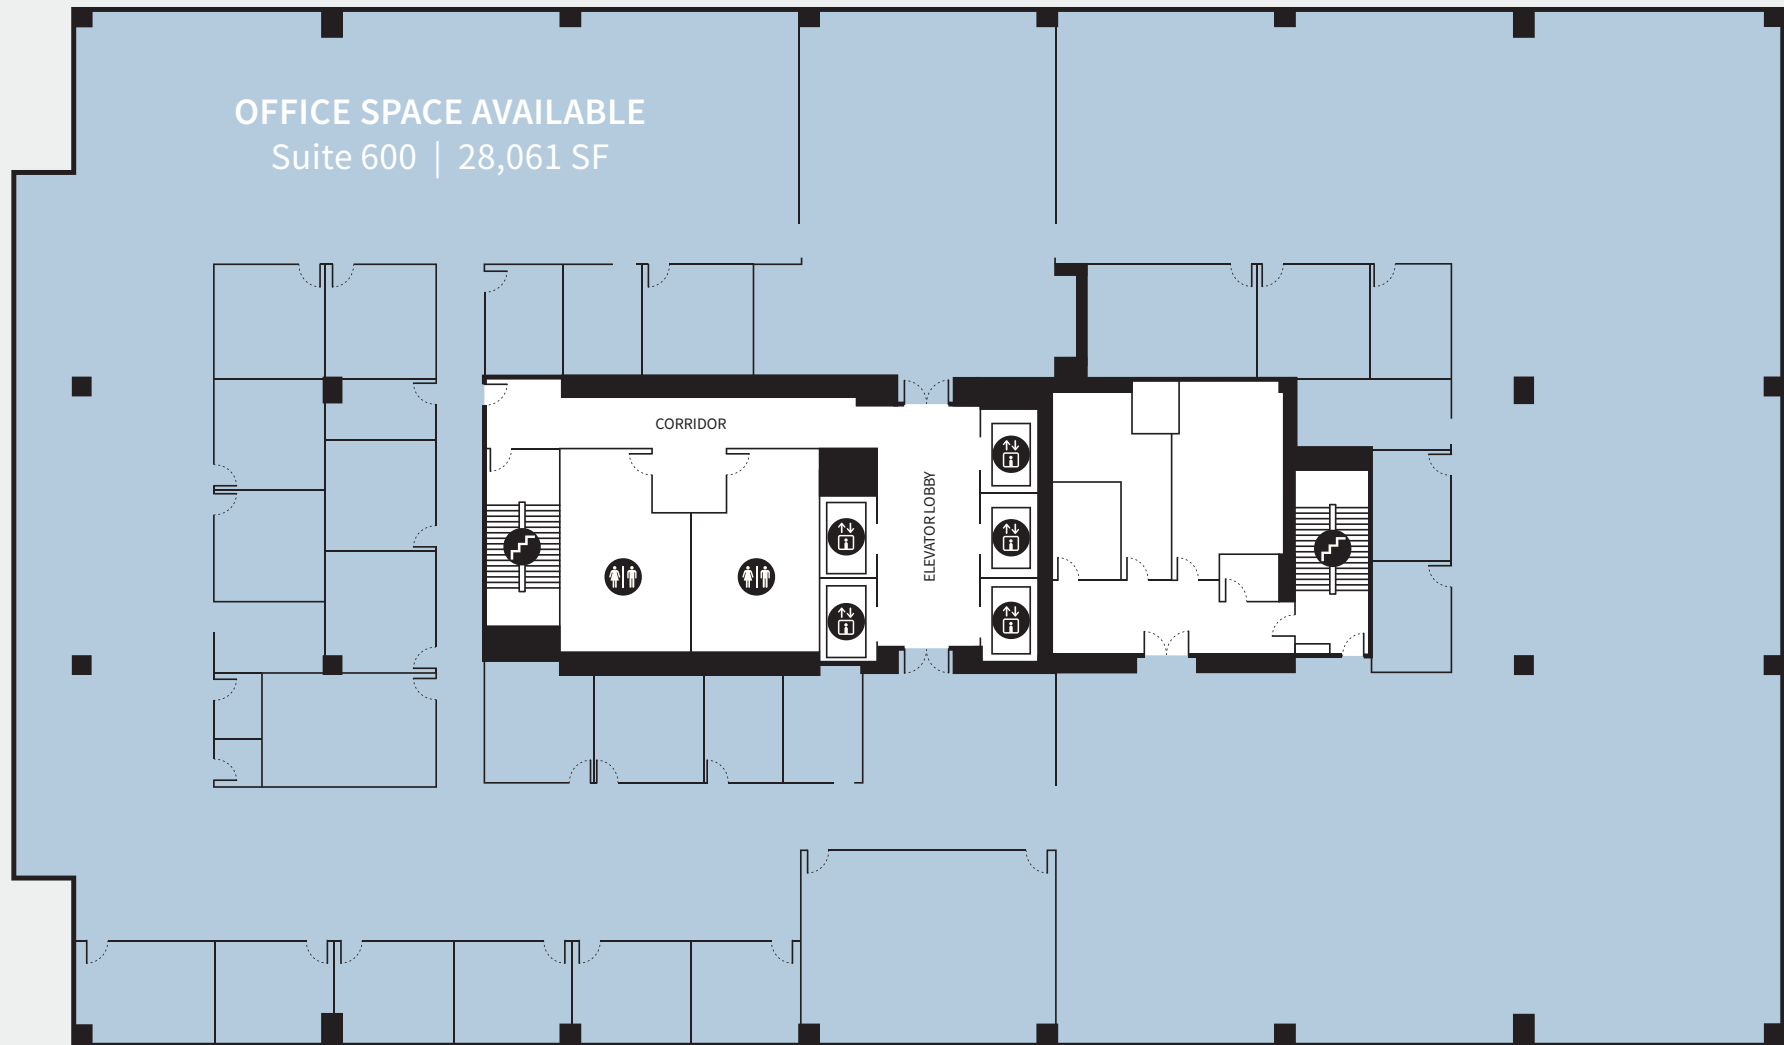 OFFICE SPACE AVAILABLE
Suite 600 | 28,061 SF
CORRIDOR
ELEVATOR LOBBY